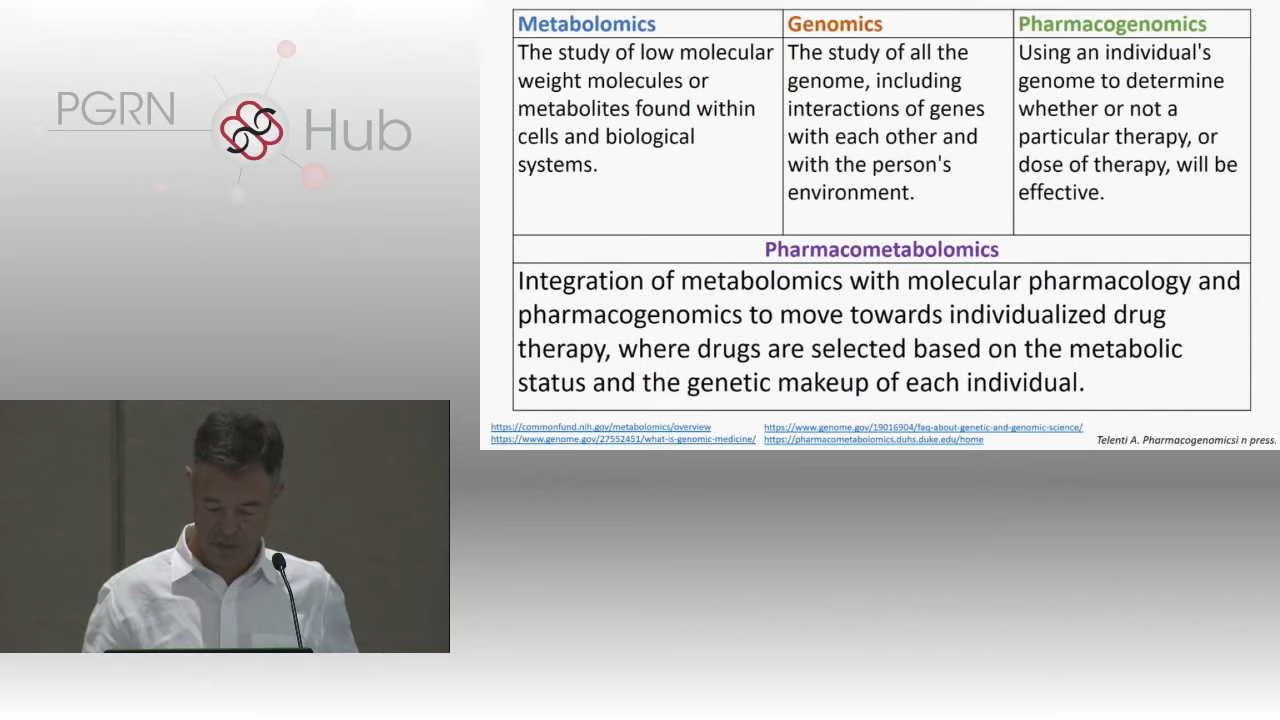 PGRN Hub
Metabolomics
The study of low molecular
weight molecules or
metabolites found within
cells and biological
systems.
Genomics
The study of all the
genome, including
interactions of genes
with each other and
with the person's
environment.
Pharmacogenomics
Using an individual's
genome to determine
whether or not a
particular therapy, or
dose of therapy, will be
effective.
Pharmacometabolomics
Integration of metabolomics with molecular pharmacology and
pharmacogenomics to move towards individualized drug
therapy, where drugs are selected based on the metabolic
status and the genetic makeup of each individual.
https://commonfund.nih.gov/metabolomics/overview
https://www.genome.gov/27552451/what-is-genomic-medicine/
https://www.genome.gov/19016904/faq-about-genetic-and-genomic-science/
https://pharmacometabolomics.duhs.duke.edu/home
Telenti A. Pharmacogenomicsi n press.